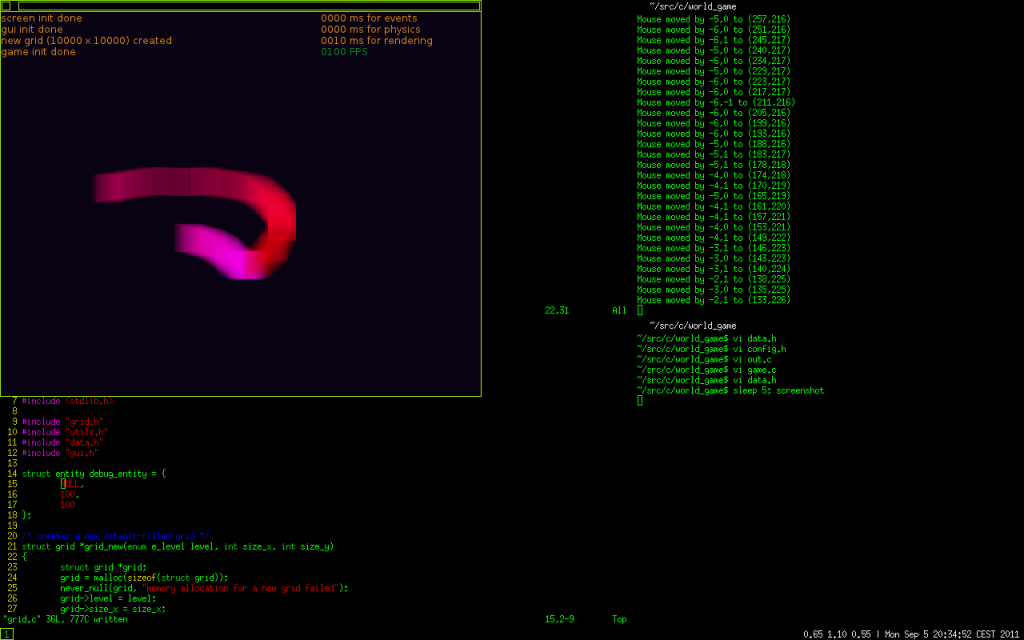 screen init done
gui init done
new grid (10000 x 10000) created
game init done
0000 ms for events
0000 ms for physics
0010 ms for rendering
0100 FPS
7 #include <stdlib.h>
8
9 #include "grid.h"
10 #include "utils.h"
11 #include "data.h"
12 #include "gui.h"
13
14 struct entity debug_entity = {
15 NULL,
16 100,
17 100
18 };
19
20 /* creates a new default-filled grid */
21 struct grid *grid_new(enum e_level level, int size_x, int size_y)
22 {
23 struct grid *grid;
24 grid = malloc(sizeof(struct grid));
25 never_null(grid, "memory allocation for a new grid failed");
26 grid->level = level;
27 grid->size_x = size_x;
"grid.c" 36L, 777C written
15,2-9 Top
22,31 All
~/src/c/world_game
Mouse moved by -5,0 to (257,216)
Mouse moved by -6,0 to (251,216)
Mouse moved by -6,1 to (245,217)
Mouse moved by -5,0 to (240,217)
Mouse moved by -6,0 to (234,217)
Mouse moved by -5,0 to (229,217)
Mouse moved by -6,0 to (223,217)
Mouse moved by -6,0 to (217,217)
Mouse moved by -6,-1 to (211,216)
Mouse moved by -6,0 to (205,216)
Mouse moved by -6,0 to (199,216)
Mouse moved by -6,0 to (193,216)
Mouse moved by -5,0 to (188,216)
Mouse moved by -5,1 to (183,217)
Mouse moved by -5,1 to (178,218)
Mouse moved by -4,0 to (174,218)
Mouse moved by -4,1 to (170,219)
Mouse moved by -5,0 to (165,219)
Mouse moved by -4,1 to (161,220)
Mouse moved by -4,1 to (157,221)
Mouse moved by -4,0 to (153,221)
Mouse moved by -4,1 to (149,222)
Mouse moved by -3,1 to (146,223)
Mouse moved by -3,0 to (143,223)
Mouse moved by -3,1 to (140,224)
Mouse moved by -2,1 to (138,225)
Mouse moved by -3,0 to (135,225)
Mouse moved by -2,1 to (133,226)
~/src/c/world_game
~/src/c/world_game$ vi data.h
~/src/c/world_game$ vi config.h
~/src/c/world_game$ vi out.c
~/src/c/world_game$ vi game.c
~/src/c/world_game$ vi data.h
~/src/c/world_game$ sleep 5; screenshot
1
0.65 1.10 0.55 | Mon Sep 5 20:34:52 CEST 2011